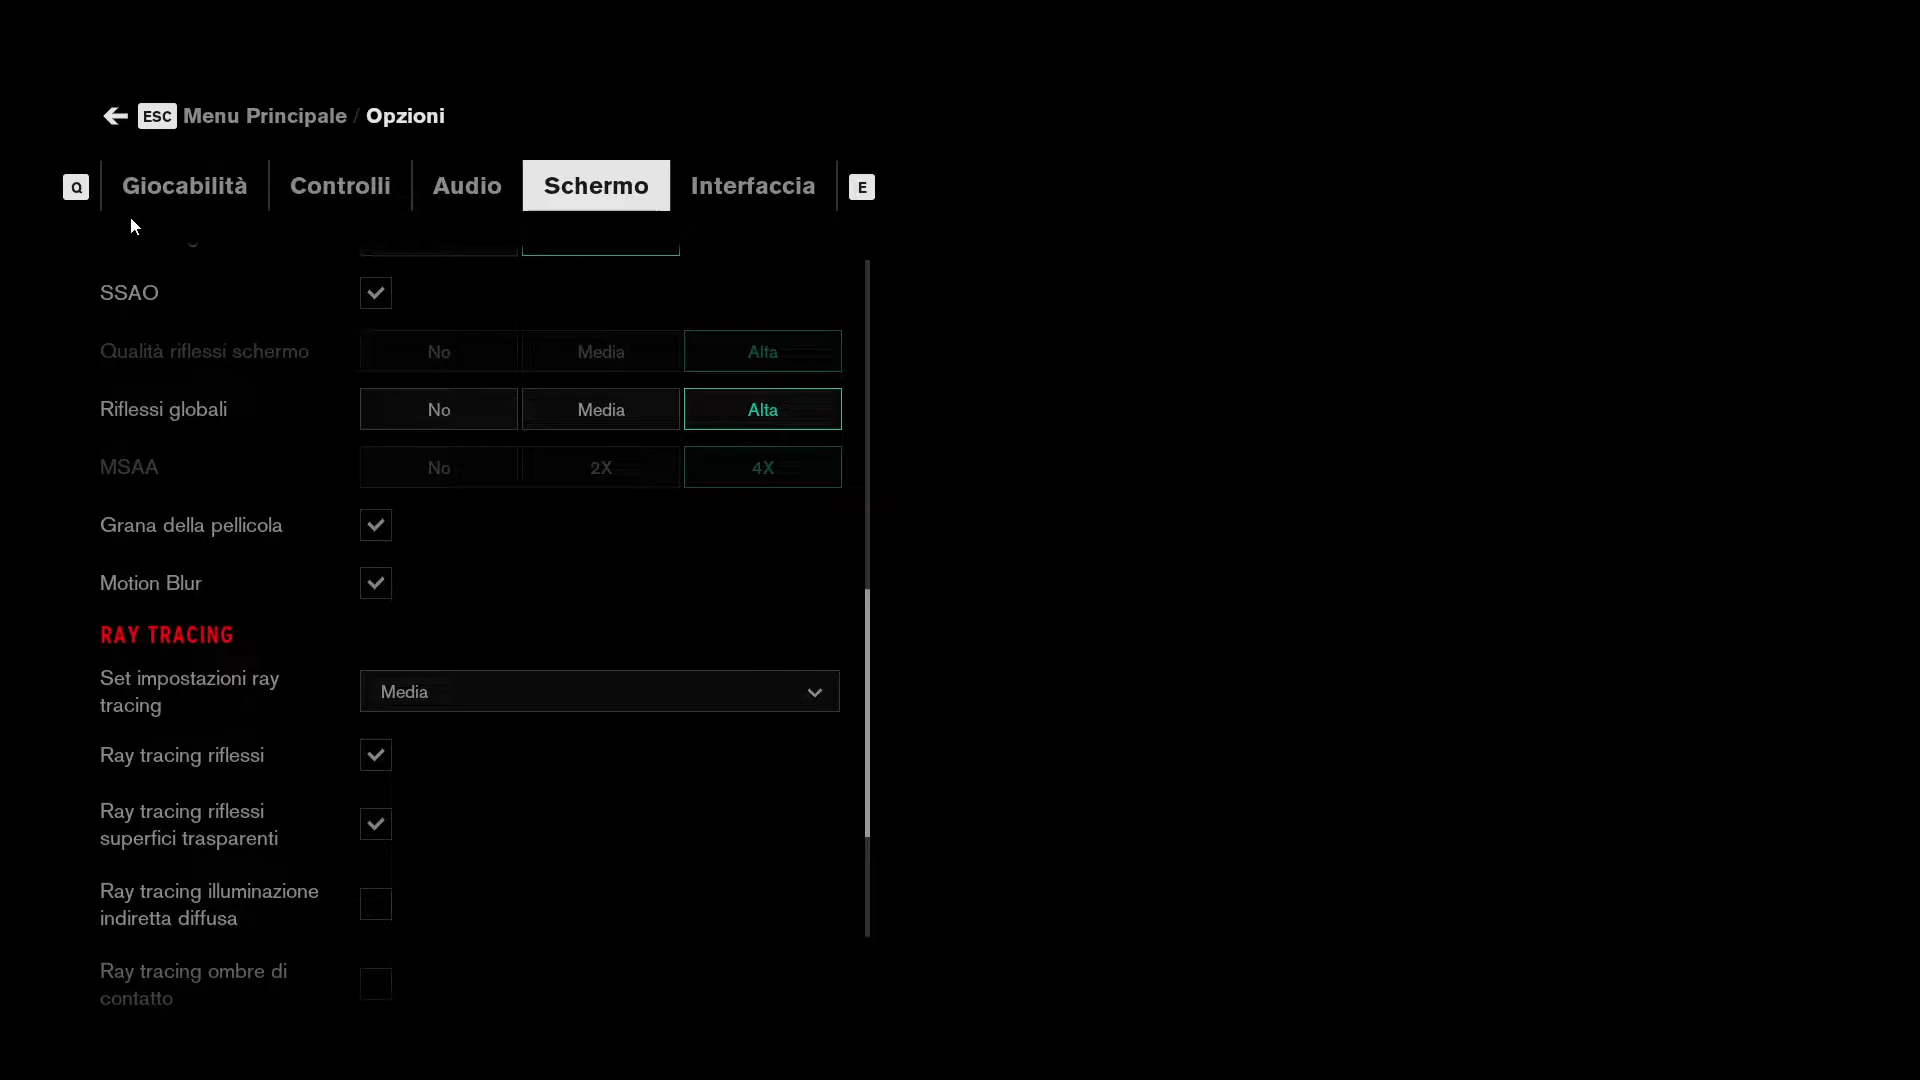 ESC Menu Principale / Opzioni
Q Giocabilità Controlli Audio Schermo Interfaccia E
SSAO
Qualità riflessi schermo No Media Alta
Riflessi globali No Media Alta
MSAA No 2X 4X
Grana della pellicola
Motion Blur
RAY TRACING
Set impostazioni ray
tracing
Media
Ray tracing riflessi
Ray tracing riflessi
superfici trasparenti
Ray tracing illuminazione
indiretta diffusa
Ray tracing ombre di
contatto